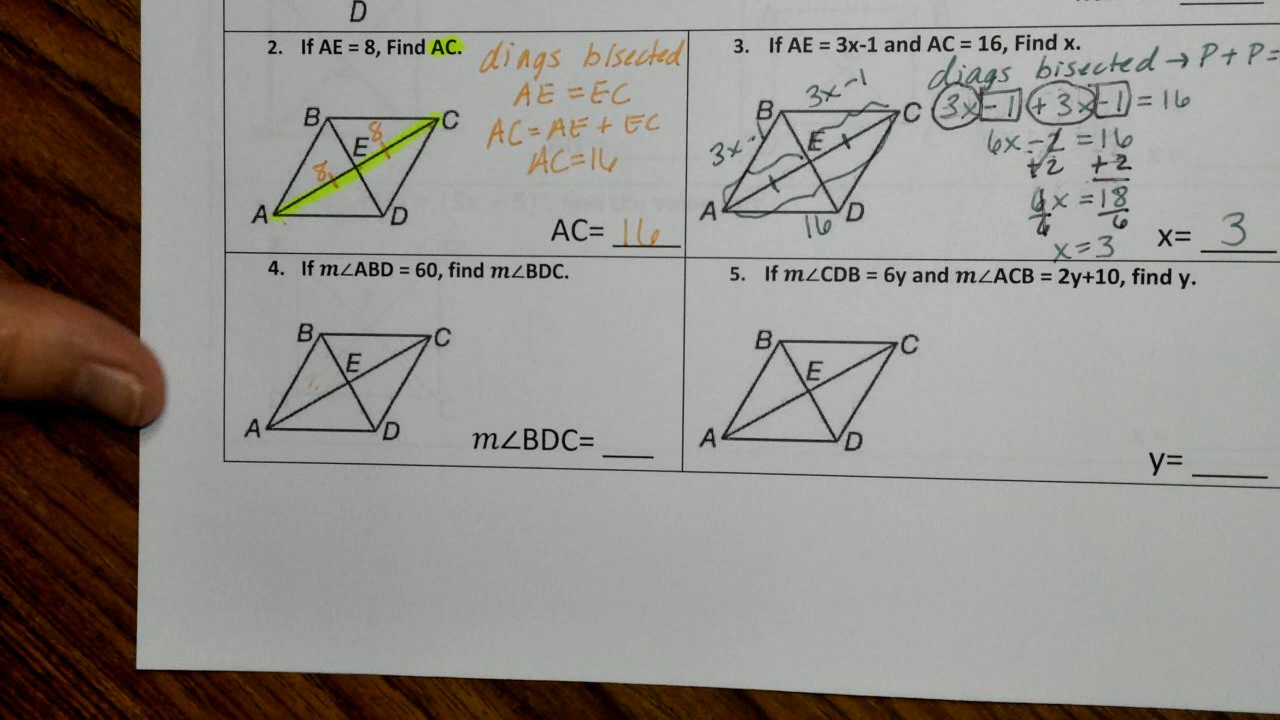 D
2. If AE = 8, Find AC.
dings bisected
AE = EC
AC = AE + EC
AC = 16
B
C
8
E
8
A
D
AC= 16
3. If AE = 3x-1 and AC = 16, Find x.
diags bisected → P + P =
3x-1
B
C
3x -1 + 3x -1 = 16
E
3x-
6x - 2 = 16
+2 +2
6x = 18
6 6
A
D
16
x = 3
x= 3
4. If m∠ABD = 60, find m∠BDC.
B
C
E
A
D
m∠BDC= ___
5. If m∠CDB = 6y and m∠ACB = 2y+10, find y.
B
C
E
A
D
y= ____